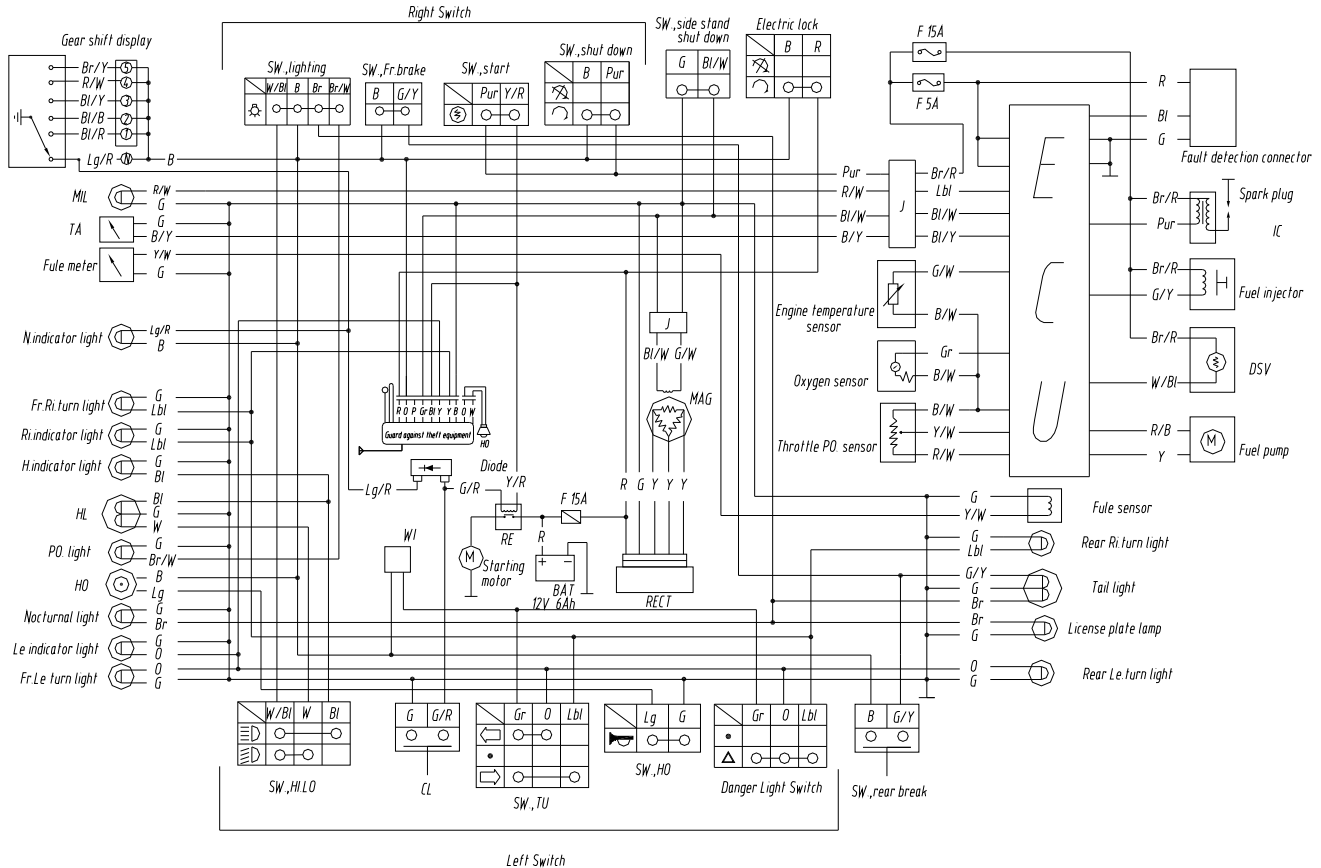 Right Switch
Gear shift display
Br/Y 5
R/W 4
Bl/Y 3
Bl/B 2
Bl/R 1
Lg/R N B
SW.,lighting
W/Bl B Br Br/W
SW.,Fr.brake
B G/Y
SW.,start
Pur Y/R
SW.,shut down
B Pur
SW.,side stand
shut down
G Bl/W
Electric lock
B R
F 15A
F 5A
R
Bl
G
Fault detection connector
MIL R/W
G
TA G
B/Y
Fule meter Y/W
G
Pur
R/W
Bl/W
B/Y
J
Br/R
Lbl
Bl/W
Bl/Y
E
C
U
Br/R
Pur
Spark plug
IC
Br/R
G/Y
Fuel injector
Br/R
W/Bl
DSV
R/B
Y
M
Fuel pump
Engine temperature
sensor
G/W
B/W
Oxygen sensor
Gr
B/W
Throttle PO. sensor
B/W
Y/W
R/W
N.indicator light Lg/R
B
Fr.Ri.turn light G
Lbl
Ri.indicator light G
Lbl
H.indicator light G
Bl
HL Bl
G
W
PO. light G
Br/W
HO B
Lg
Nocturnal light G
Br
Le indicator light G
O
Fr.Le turn light O
G
R O P Gr Bl Y Y B O W
Guard against theft equipment
HO
Lg/R
G/R
Diode
Y/R
RE
F 15A
R
M
Starting
motor
+ −
BAT
12V 6Ah
WI
J
Bl/W G/W
MAG
R G Y Y Y
RECT
G
Y/W
Fule sensor
G
Lbl
Rear Ri.turn light
G/Y
G
Br
Tail light
Br
G
License plate lamp
O
G
Rear Le.turn light
W/Bl W Bl
SW.,HI.LO
G G/R
CL
Gr O Lbl
SW.,TU
Lg G
SW.,HO
Gr O Lbl
Danger Light Switch
B G/Y
SW.,rear break
Left Switch